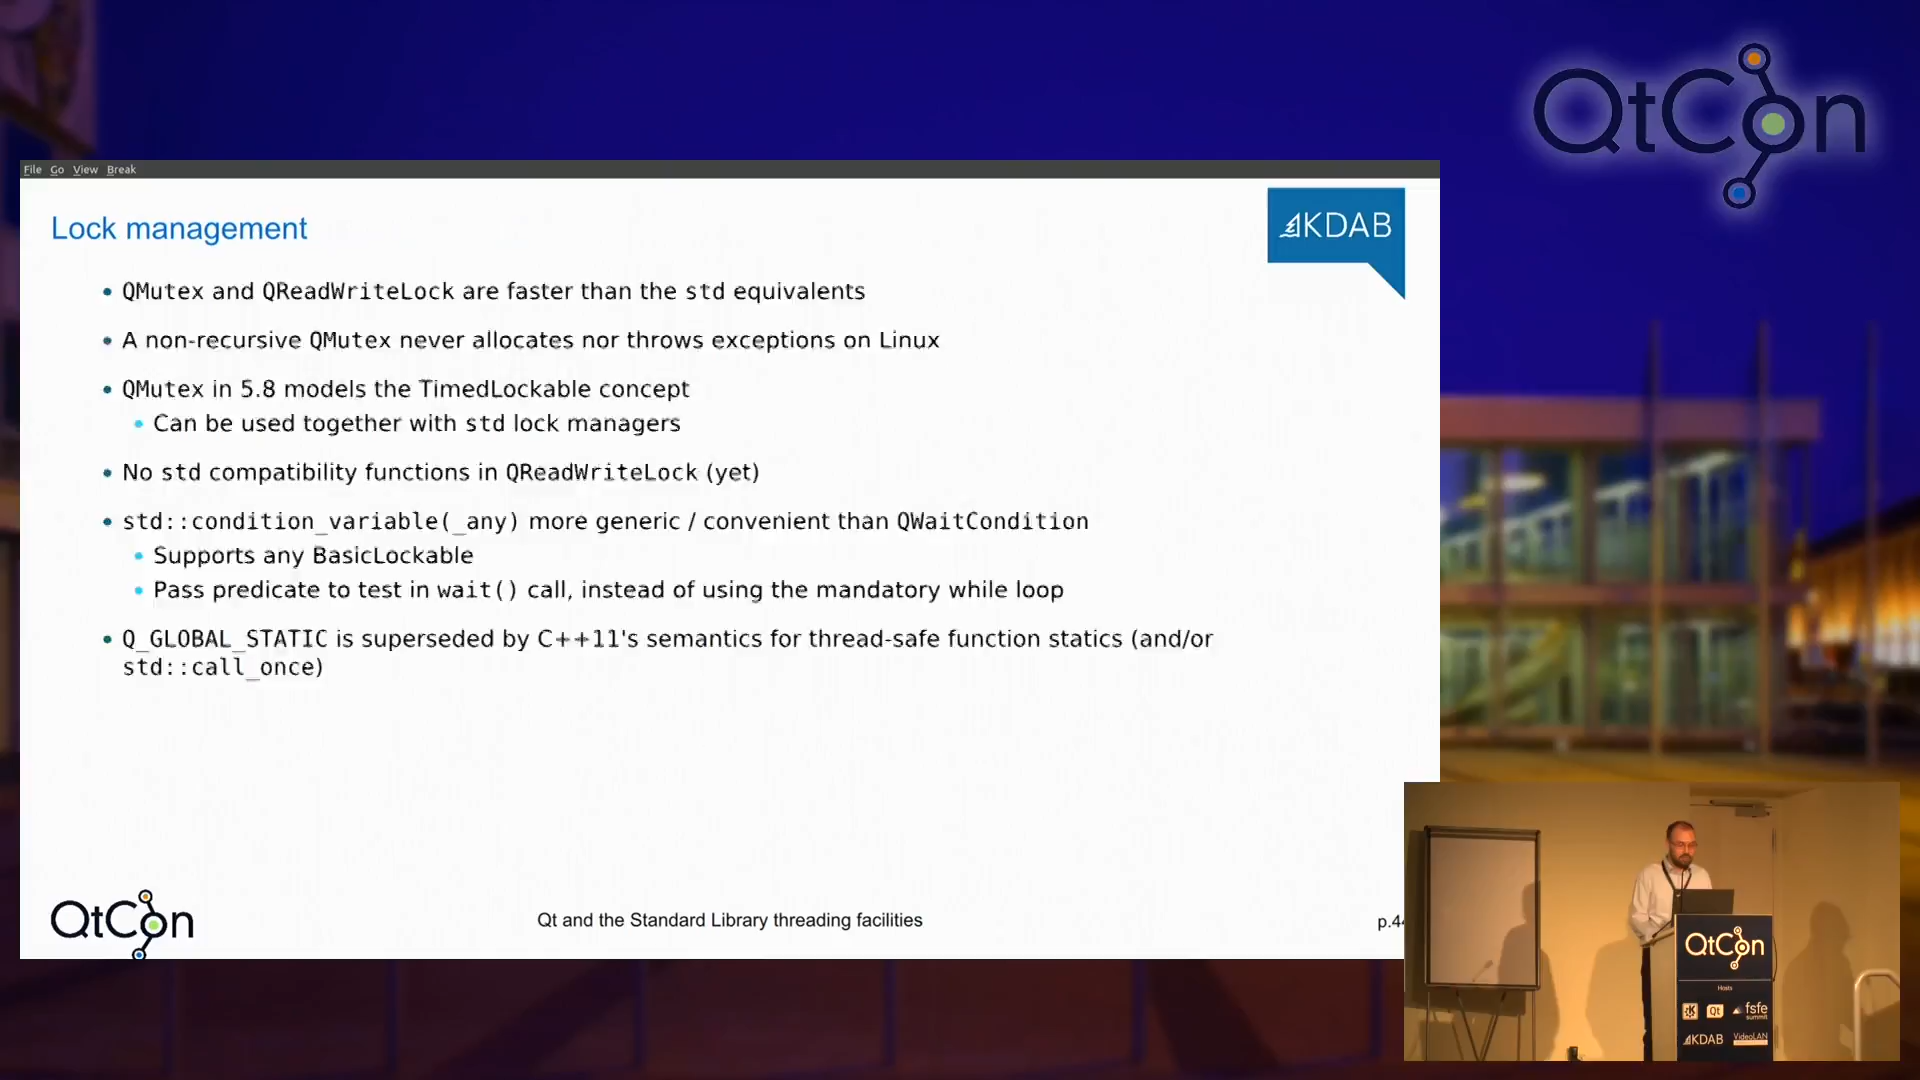 QtCon
File Go View Break
KDAB
Lock management
• QMutex and QReadWriteLock are faster than the std equivalents
• A non-recursive QMutex never allocates nor throws exceptions on Linux
• QMutex in 5.8 models the TimedLockable concept
• Can be used together with std lock managers
• No std compatibility functions in QReadWriteLock (yet)
• std::condition_variable(_any) more generic / convenient than QWaitCondition
• Supports any BasicLockable
• Pass predicate to test in wait() call, instead of using the mandatory while loop
• Q_GLOBAL_STATIC is superseded by C++11's semantics for thread-safe function statics (and/or
std::call_once)
QtCon
Qt and the Standard Library threading facilities
QtCon
Hosts
Qt
fsfe
summit
KDAB
VideoLAN